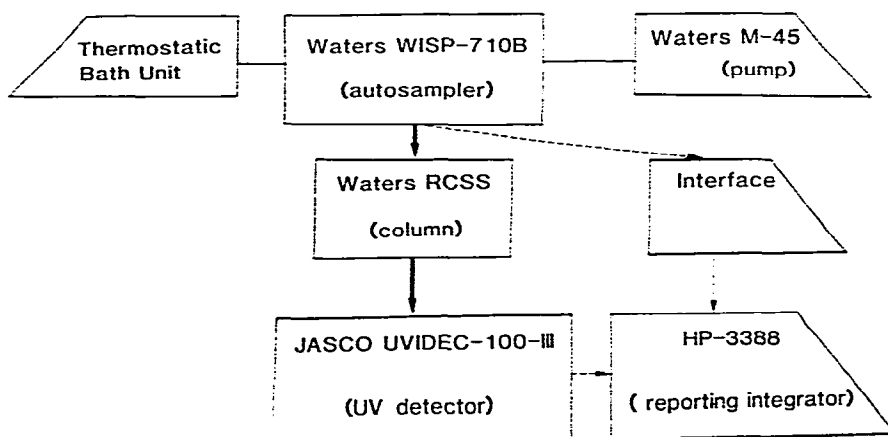 Thermostatic
Bath Unit
Waters WISP-710B
(autosampler)
Waters M-45
(pump)
Waters RCSS
(column)
Interface
JASCO UVIDEC-100-III
(UV detector)
HP-3388
( reporting integrator)